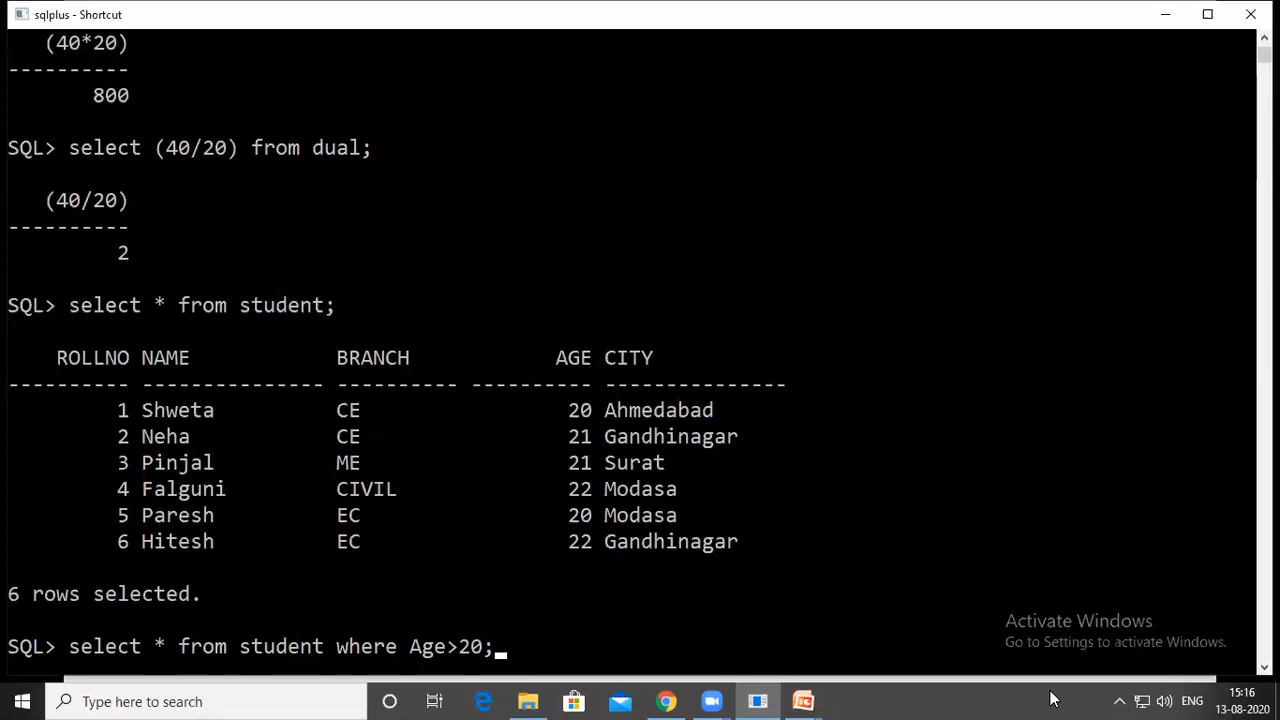 sqlplus - Shortcut
(40*20)
----------
800
SQL> select (40/20) from dual;
(40/20)
----------
2
SQL> select * from student;
ROLLNO NAME BRANCH AGE CITY
---------- --------------- ---------- ---------- ---------------
1 Shweta CE 20 Ahmedabad
2 Neha CE 21 Gandhinagar
3 Pinjal ME 21 Surat
4 Falguni CIVIL 22 Modasa
5 Paresh EC 20 Modasa
6 Hitesh EC 22 Gandhinagar
6 rows selected.
SQL> select * from student where Age>20;
Activate Windows
Go to Settings to activate Windows.
Type here to search
ENG
15:16
13-08-2020